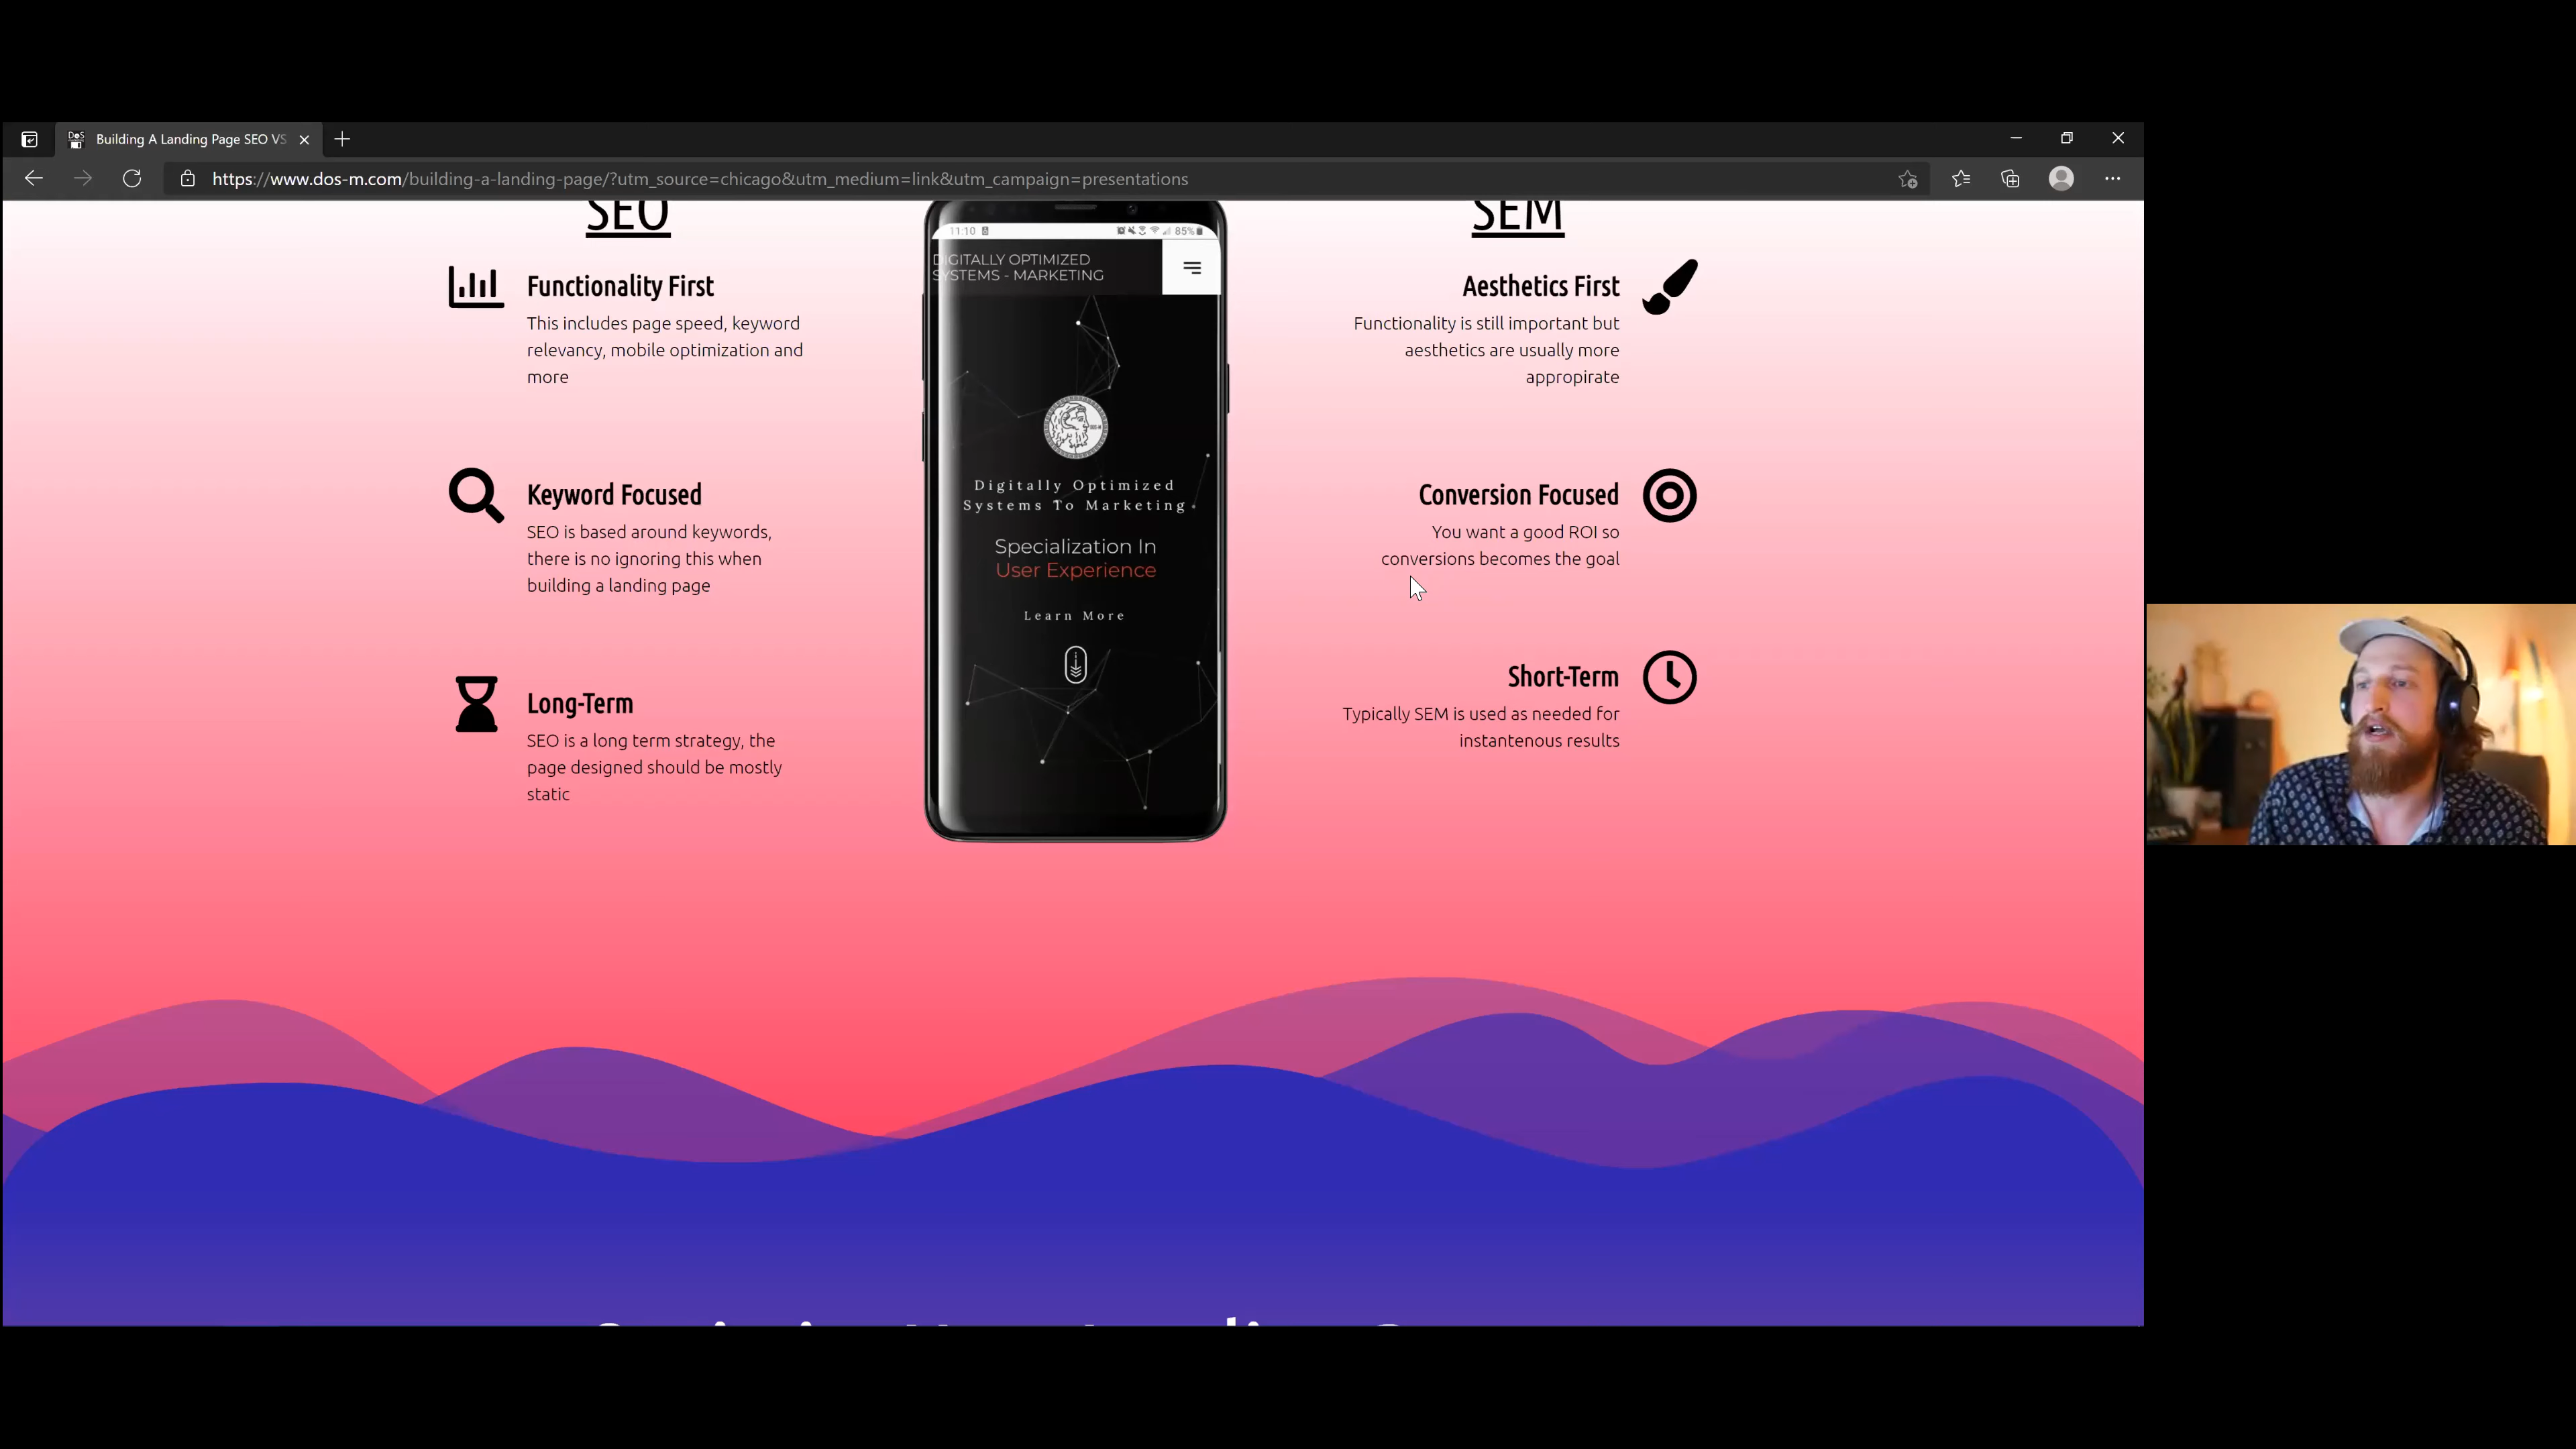 Building A Landing Page SEO VS
https://www.dos-m.com/building-a-landing-page/?utm_source=chicago&utm_medium=link&utm_campaign=presentations
SEO
Functionality First
This includes page speed, keyword
relevancy, mobile optimization and
more
Keyword Focused
SEO is based around keywords,
there is no ignoring this when
building a landing page
Long-Term
SEO is a long term strategy, the
page designed should be mostly
static
11:10
85%
DIGITALLY OPTIMIZED
SYSTEMS - MARKETING
Digitally Optimized
Systems To Marketing
Specialization In
User Experience
Learn More
SEM
Aesthetics First
Functionality is still important but
aesthetics are usually more
appropirate
Conversion Focused
You want a good ROI so
conversions becomes the goal
Short-Term
Typically SEM is used as needed for
instantenous results